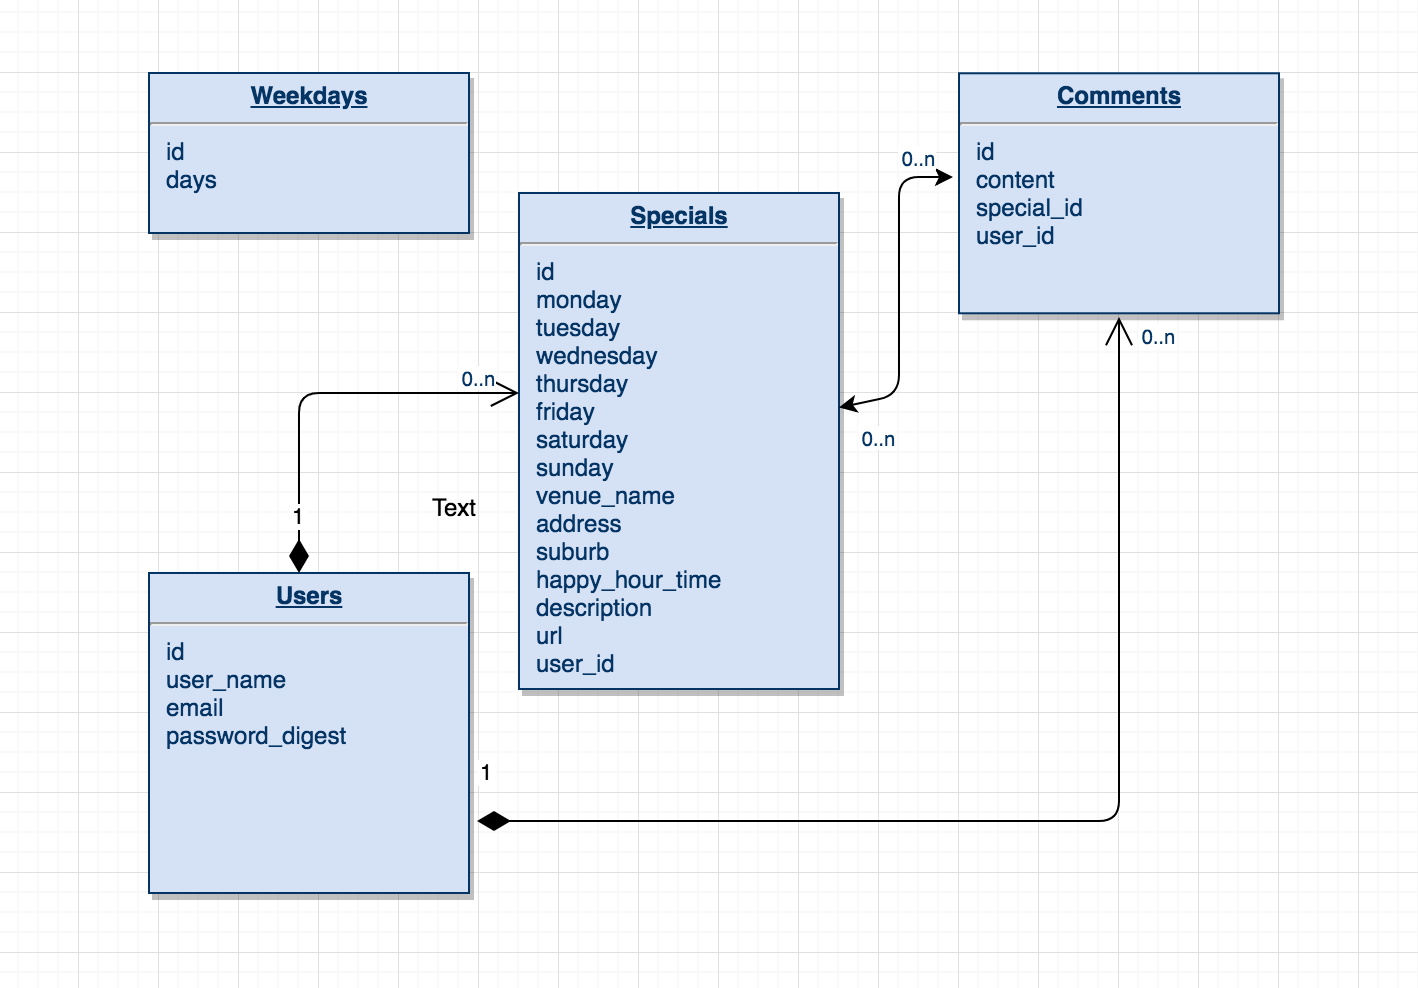 Weekdays
id
days
Specials
id
monday
tuesday
wednesday
thursday
friday
saturday
sunday
venue_name
address
suburb
happy_hour_time
description
url
user_id
Comments
id
content
special_id
user_id
0..n
0..n
0..n
0..n
1
Text
Users
id
user_name
email
password_digest
1